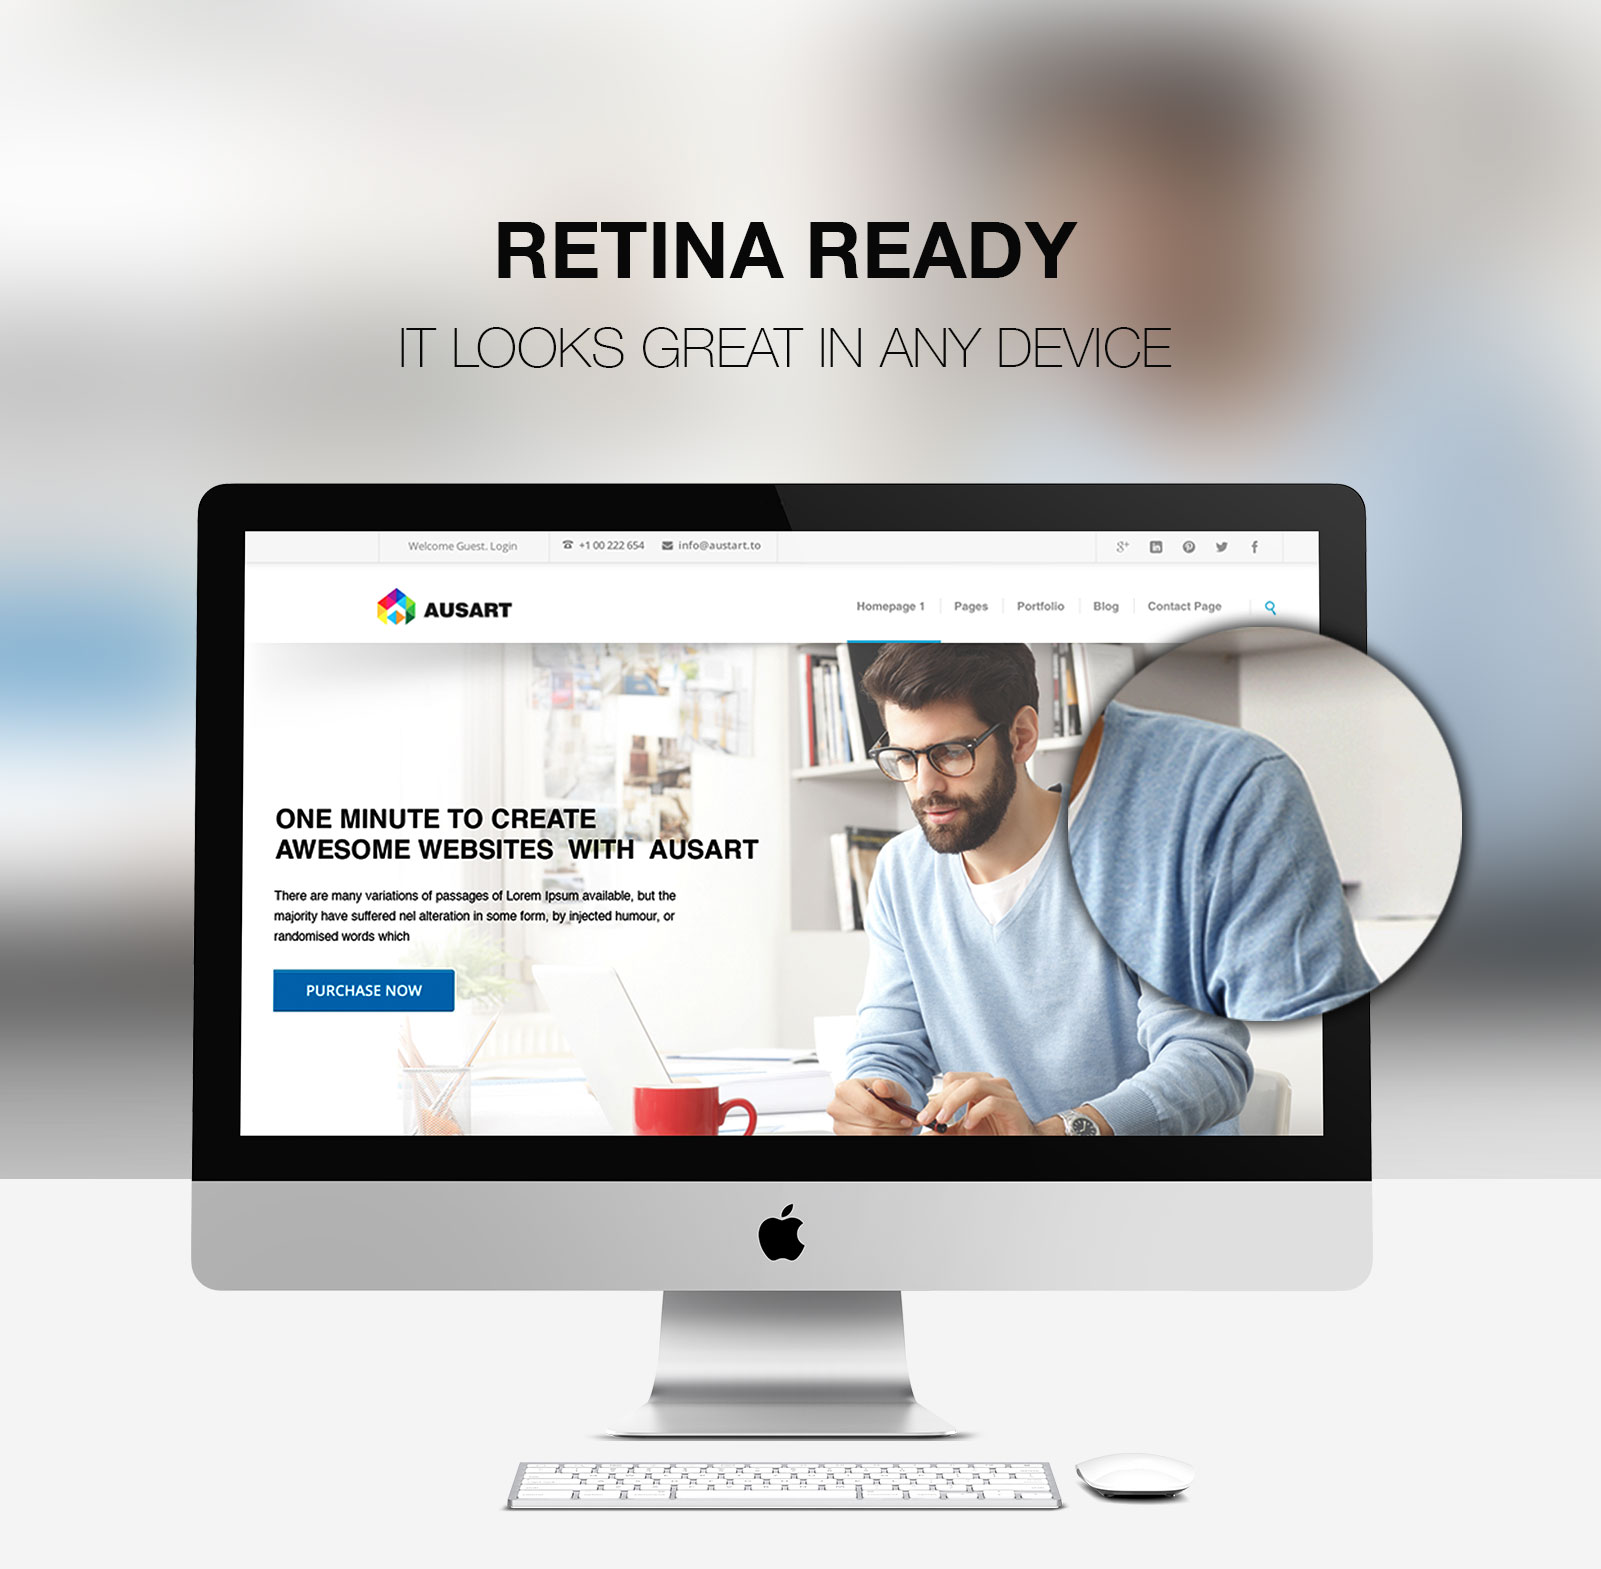 RETINA READY
IT LOOKS GREAT IN ANY DEVICE
Welcome Guest. Login
+1 00 222 654
info@austart.to
AUSART
Homepage 1
Pages
Portfolio
Blog
Contact Page
ONE MINUTE TO CREATE
AWESOME WEBSITES WITH AUSART
There are many variations of passages of Lorem Ipsum available, but the
majority have suffered nel alteration in some form, by injected humour, or
randomised words which
PURCHASE NOW